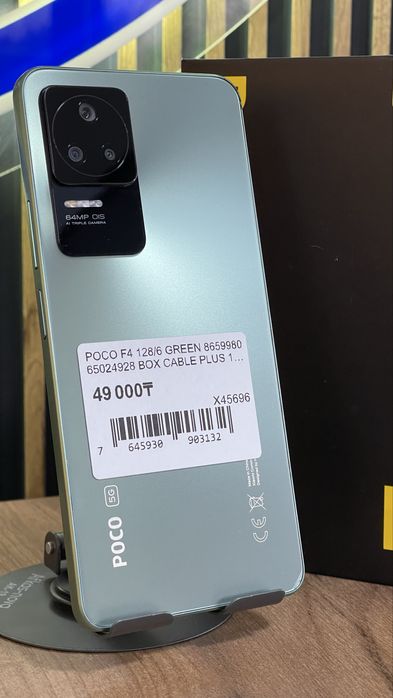 64MP OIS
AI TRIPLE CAMERA
POCO F4 128/6 GREEN 8659980
65024928 BOX CABLE PLUS 1...
49 000₸
X45696
7 645930 903132
POCO 5G
CE